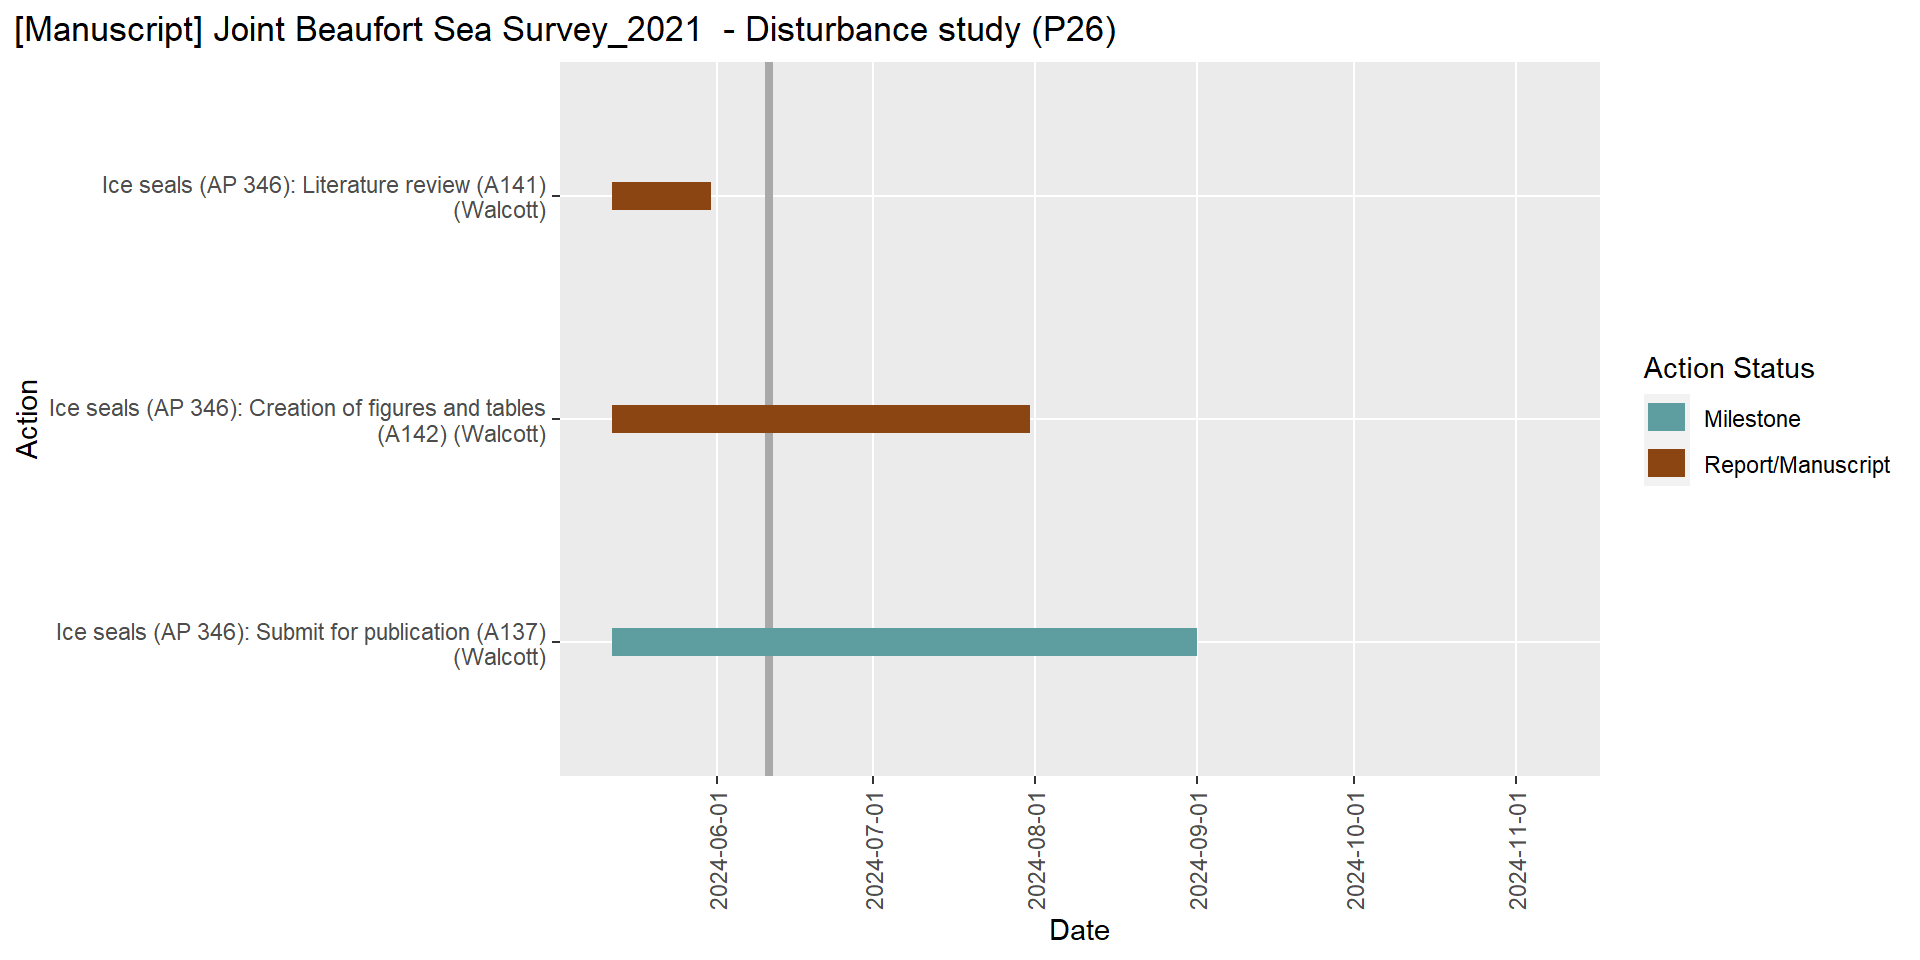 [Manuscript] Joint Beaufort Sea Survey_2021  - Disturbance study (P26)
Ice seals (AP 346): Literature review (A141)
(Walcott)
Ice seals (AP 346): Creation of figures and tables
(A142) (Walcott)
Ice seals (AP 346): Submit for publication (A137)
(Walcott)
Action
2024-06-01
2024-07-01
2024-08-01
2024-09-01
2024-10-01
2024-11-01
Date
Action Status
Milestone
Report/Manuscript